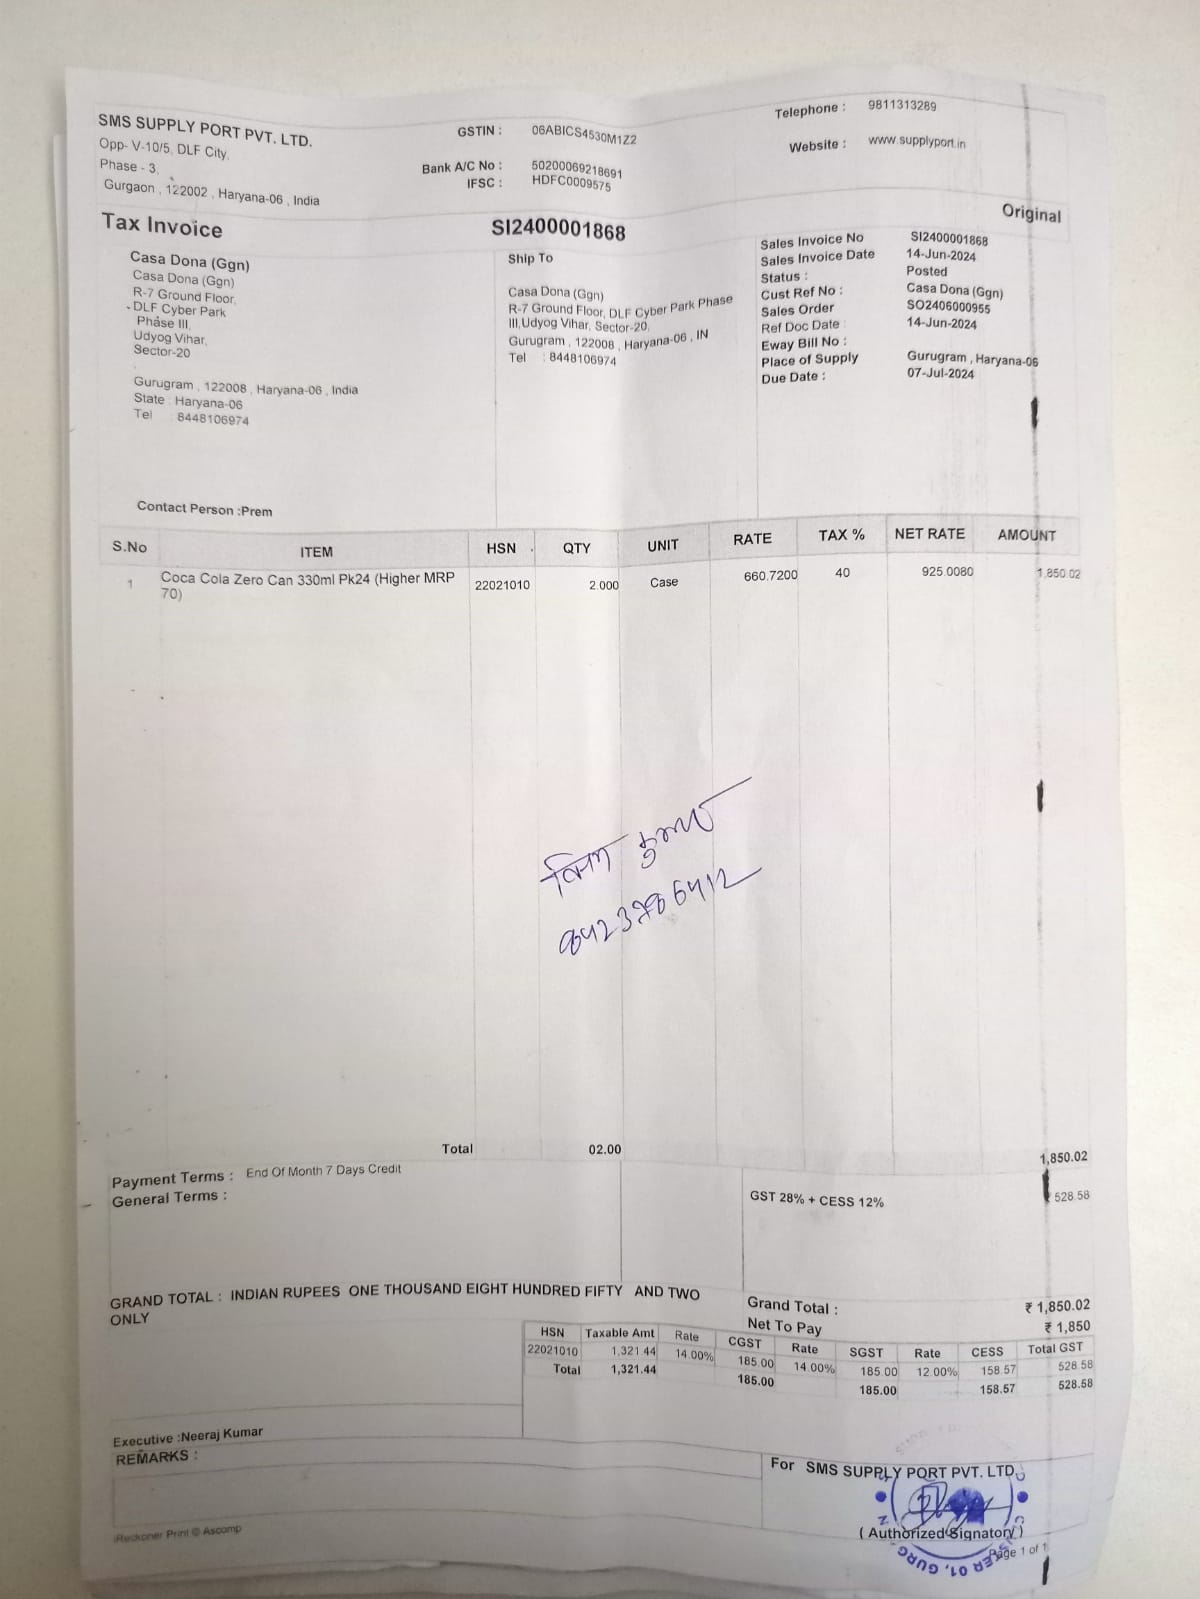 SMS SUPPLY PORT PVT. LTD.
Opp- V-10/5, DLF City,
Phase - 3,
Gurgaon , 122002 , Haryana-06 , India
GSTIN : 06ABICS4530M1Z2
Bank A/C No : 50200069218691
IFSC : HDFC0009575
Telephone : 9811313289
Website : www.supplyport.in
Original
Tax Invoice
SI2400001868
Casa Dona (Ggn)
Casa Dona (Ggn)
R-7 Ground Floor,
DLF Cyber Park
Phase III,
Udyog Vihar,
Sector-20
Gurugram , 122008 , Haryana-06 , India
State : Haryana-06
Tel : 8448106974
Contact Person :Prem
Ship To
Casa Dona (Ggn)
R-7 Ground Floor, DLF Cyber Park Phase
III,Udyog Vihar, Sector-20,
Gurugram , 122008 , Haryana-06 , IN
Tel : 8448106974
Sales Invoice No SI2400001868
Sales Invoice Date 14-Jun-2024
Status : Posted
Cust Ref No : Casa Dona (Ggn)
Sales Order SO2406000955
Ref Doc Date : 14-Jun-2024
Eway Bill No :
Place of Supply Gurugram , Haryana-06
Due Date : 07-Jul-2024
S.No ITEM HSN QTY UNIT RATE TAX % NET RATE AMOUNT
1 Coca Cola Zero Can 330ml Pk24 (Higher MRP 70) 22021010 2.000 Case 660.7200 40 925.0080 1,850.02
कुमार
8423786412
Total 02.00 1,850.02
Payment Terms : End Of Month 7 Days Credit
General Terms :
GST 28% + CESS 12% 528.58
GRAND TOTAL : INDIAN RUPEES ONE THOUSAND EIGHT HUNDRED FIFTY AND TWO
ONLY
Grand Total : ₹ 1,850.02
Net To Pay ₹ 1,850
HSN Taxable Amt Rate CGST Rate SGST Rate CESS Total GST
22021010 1,321.44 14.00% 185.00 14.00% 185.00 12.00% 158.57 528.58
Total 1,321.44 185.00 185.00 158.57 528.58
Executive :Neeraj Kumar
REMARKS :
For SMS SUPPLY PORT PVT. LTD.
( Authorized Signatory )
iReckoner Print © Ascomp
Page 1 of 1